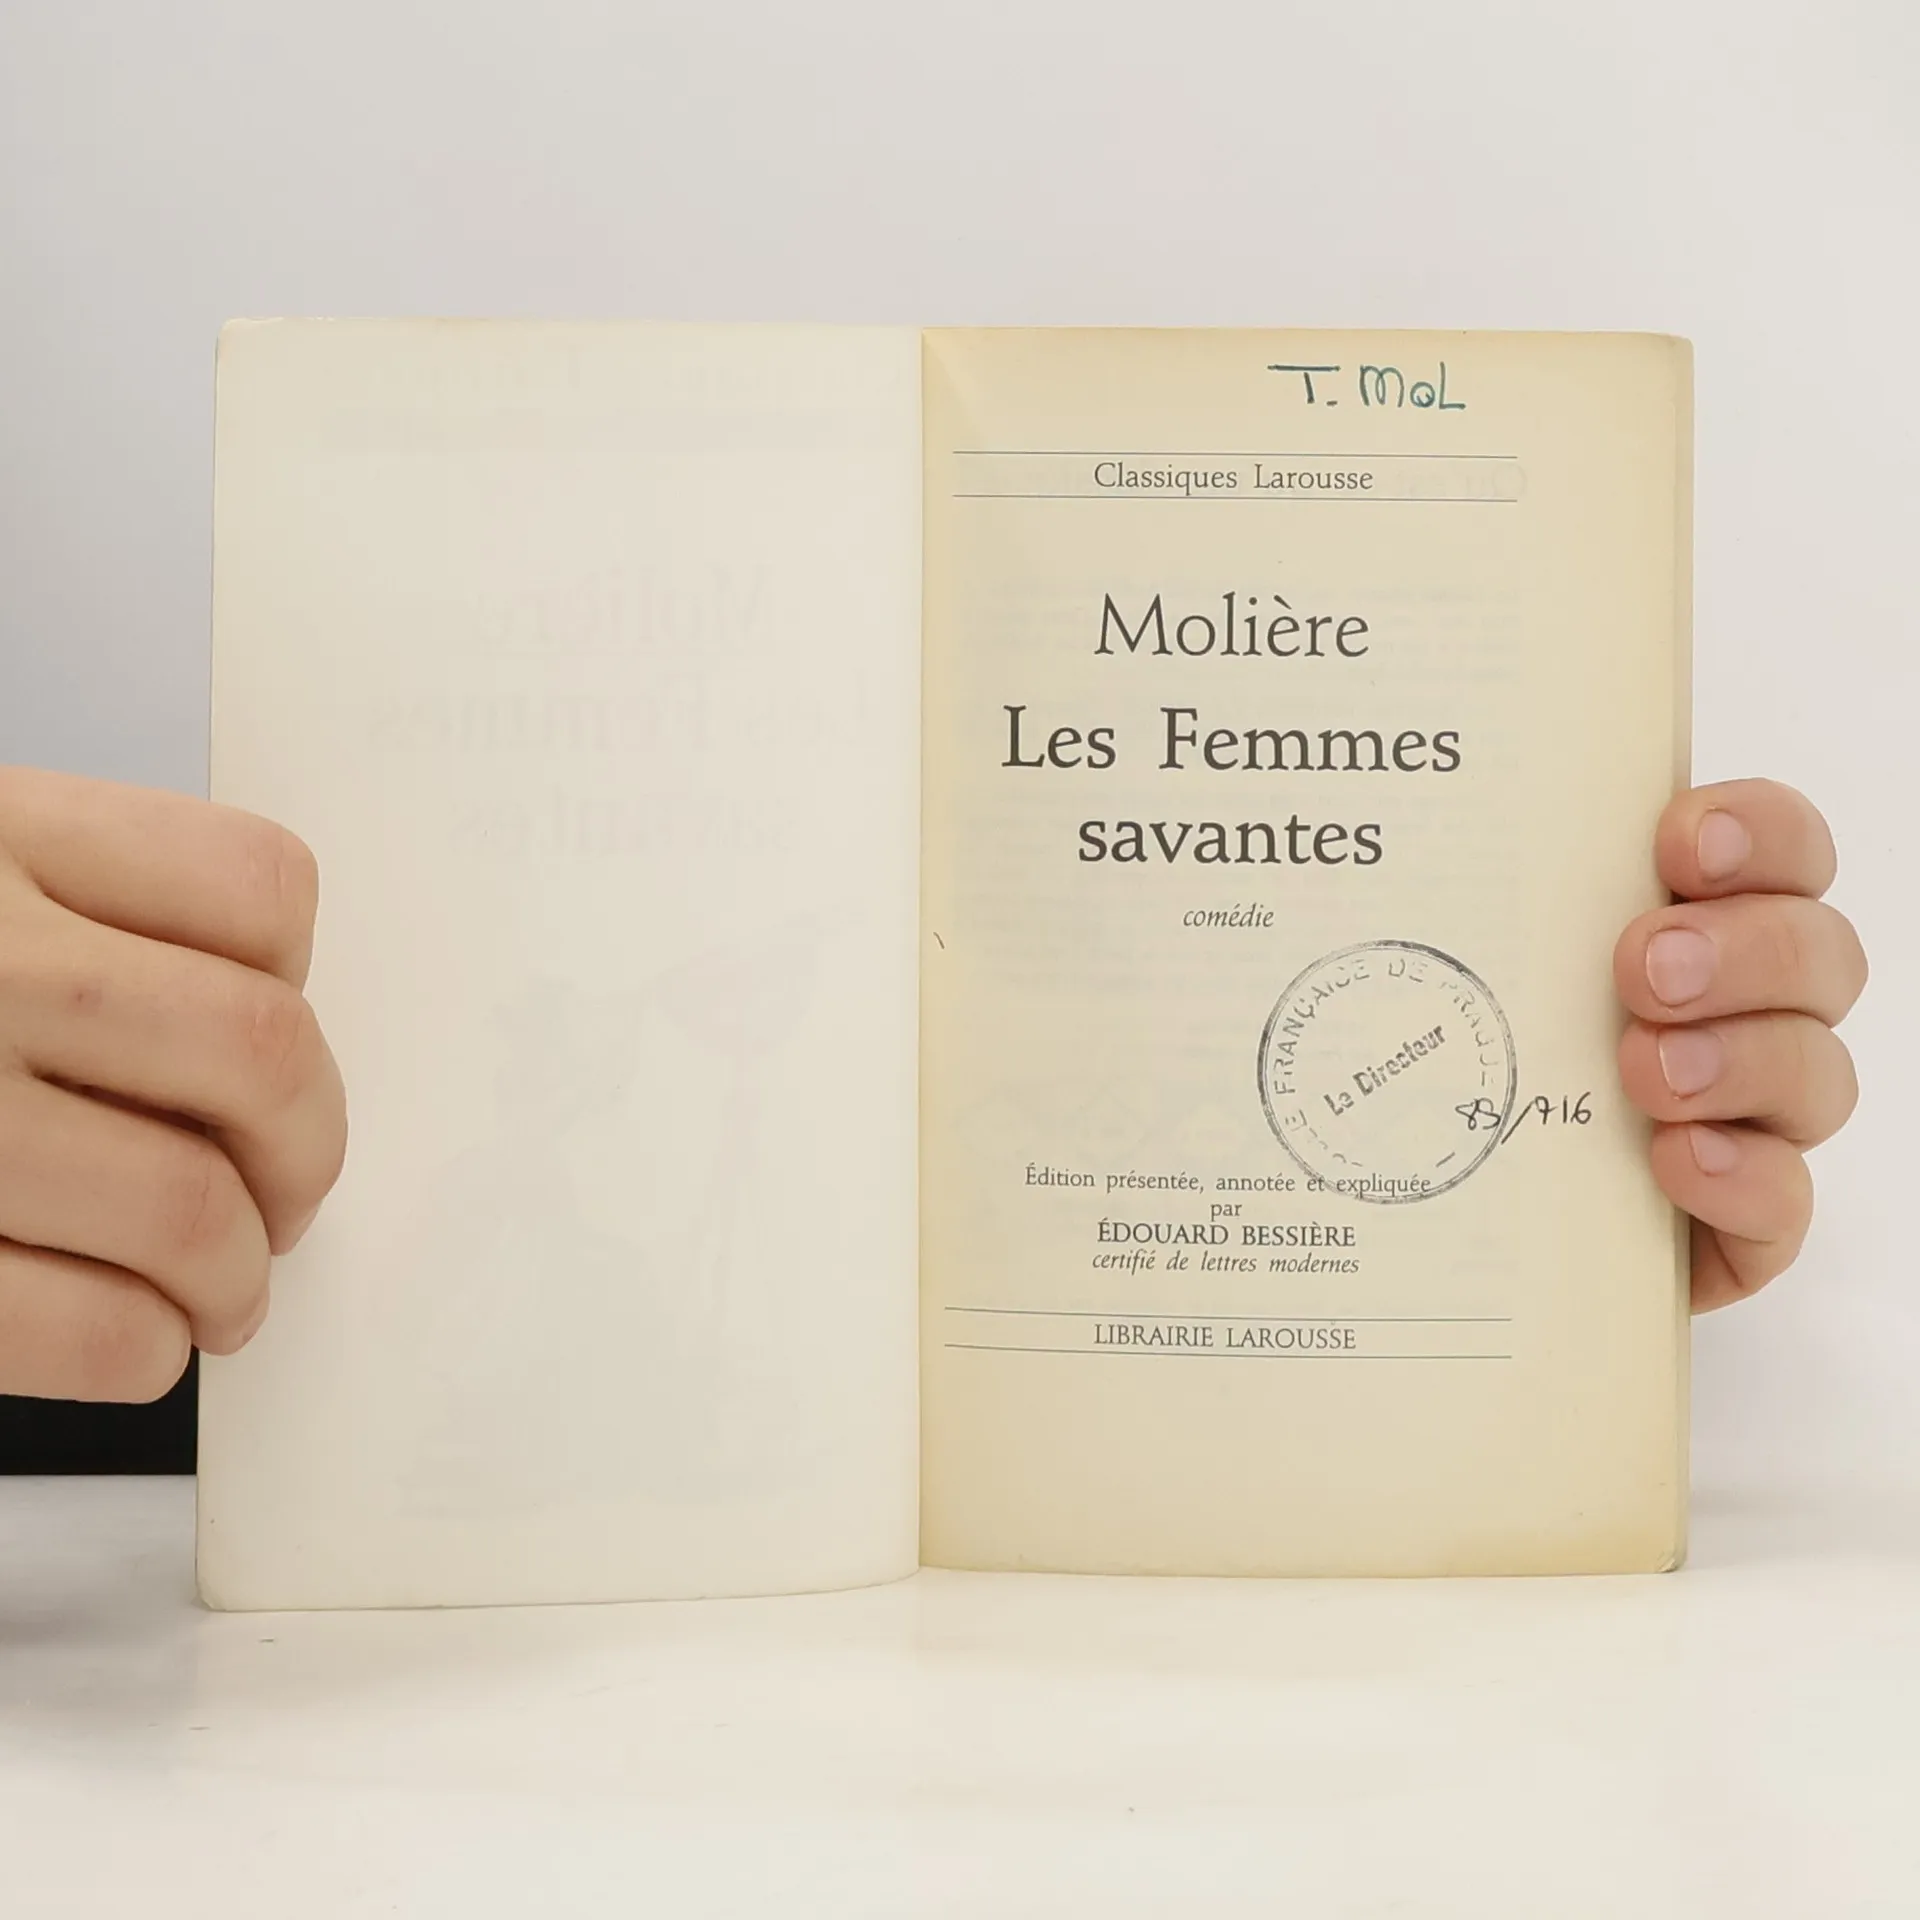 T. MOL
Classiques Larousse
Molière
Les Femmes
savantes
comédie
FRANÇAISE DE PRAGUE
Le Directeur
83/716
Édition présentée, annotée et expliquée
par
ÉDOUARD BESSIÈRE
certifié de lettres modernes
LIBRAIRIE LAROUSSE